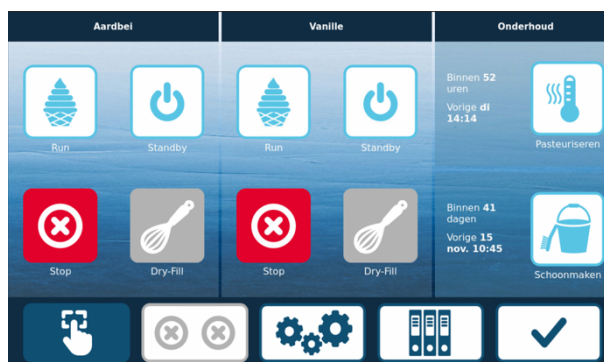 Aardbei
Vanille
Onderhoud
Run
Standby
Run
Standby
Binnen 52
uren
Vorige di
14:14
Pasteuriseren
Stop
Dry-Fill
Stop
Dry-Fill
Binnen 41
dagen
Vorige 15
nov. 10:45
Schoonmaken